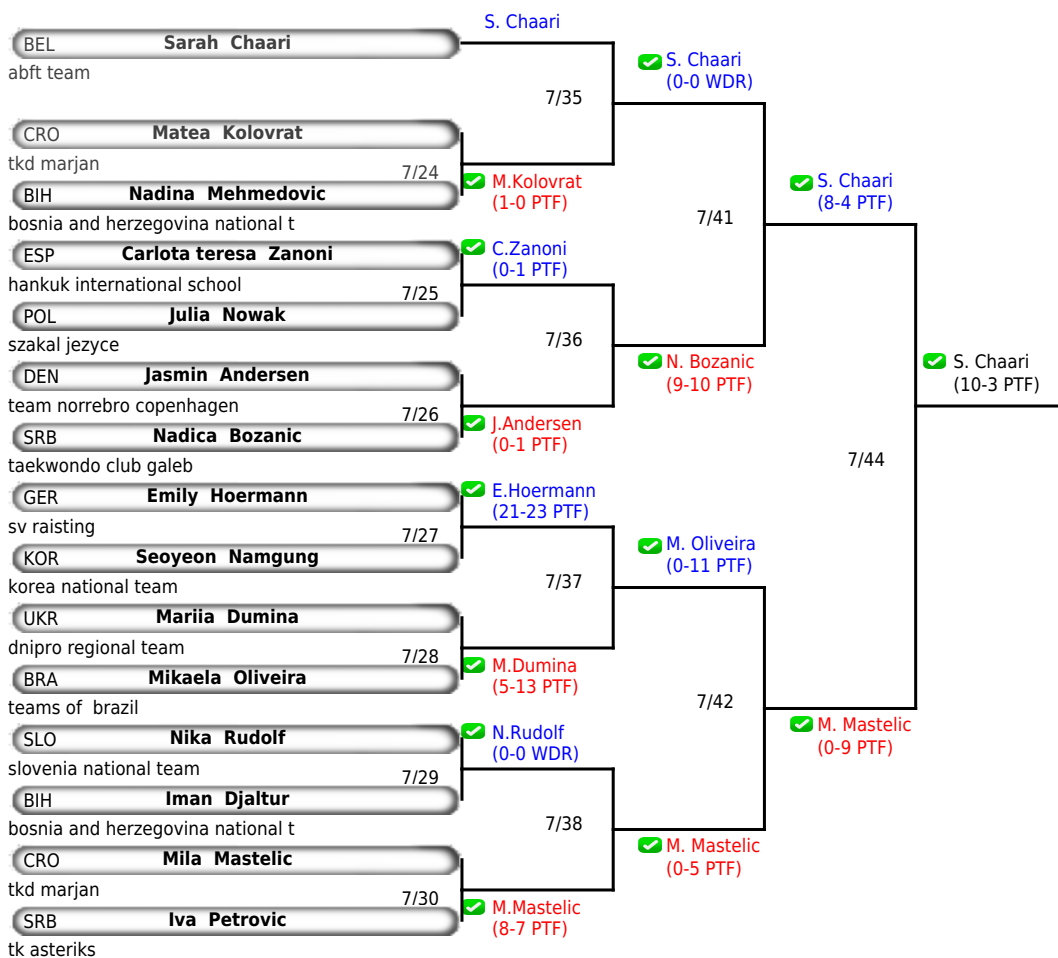 S. Chaari
BEL Sarah Chaari
abft team
S. Chaari
(0-0 WDR)
7/35
CRO Matea Kolovrat
tkd marjan
7/24
M.Kolovrat
(1-0 PTF)
BIH Nadina Mehmedovic
bosnia and herzegovina national t
S. Chaari
(8-4 PTF)
7/41
ESP Carlota teresa Zanoni
hankuk international school
C.Zanoni
(0-1 PTF)
7/25
POL Julia Nowak
szakal jezyce
7/36
N. Bozanic
(9-10 PTF)
S. Chaari
(10-3 PTF)
DEN Jasmin Andersen
team norrebro copenhagen
7/26
J.Andersen
(0-1 PTF)
SRB Nadica Bozanic
taekwondo club galeb
7/44
GER Emily Hoermann
sv raisting
E.Hoermann
(21-23 PTF)
7/27
KOR Seoyeon Namgung
korea national team
M. Oliveira
(0-11 PTF)
7/37
UKR Mariia Dumina
dnipro regional team
7/28
M.Dumina
(5-13 PTF)
BRA Mikaela Oliveira
teams of brazil
7/42
M. Mastelic
(0-9 PTF)
SLO Nika Rudolf
slovenia national team
N.Rudolf
(0-0 WDR)
7/29
BIH Iman Djaltur
bosnia and herzegovina national t
7/38
M. Mastelic
(0-5 PTF)
CRO Mila Mastelic
tkd marjan
7/30
M.Mastelic
(8-7 PTF)
SRB Iva Petrovic
tk asteriks